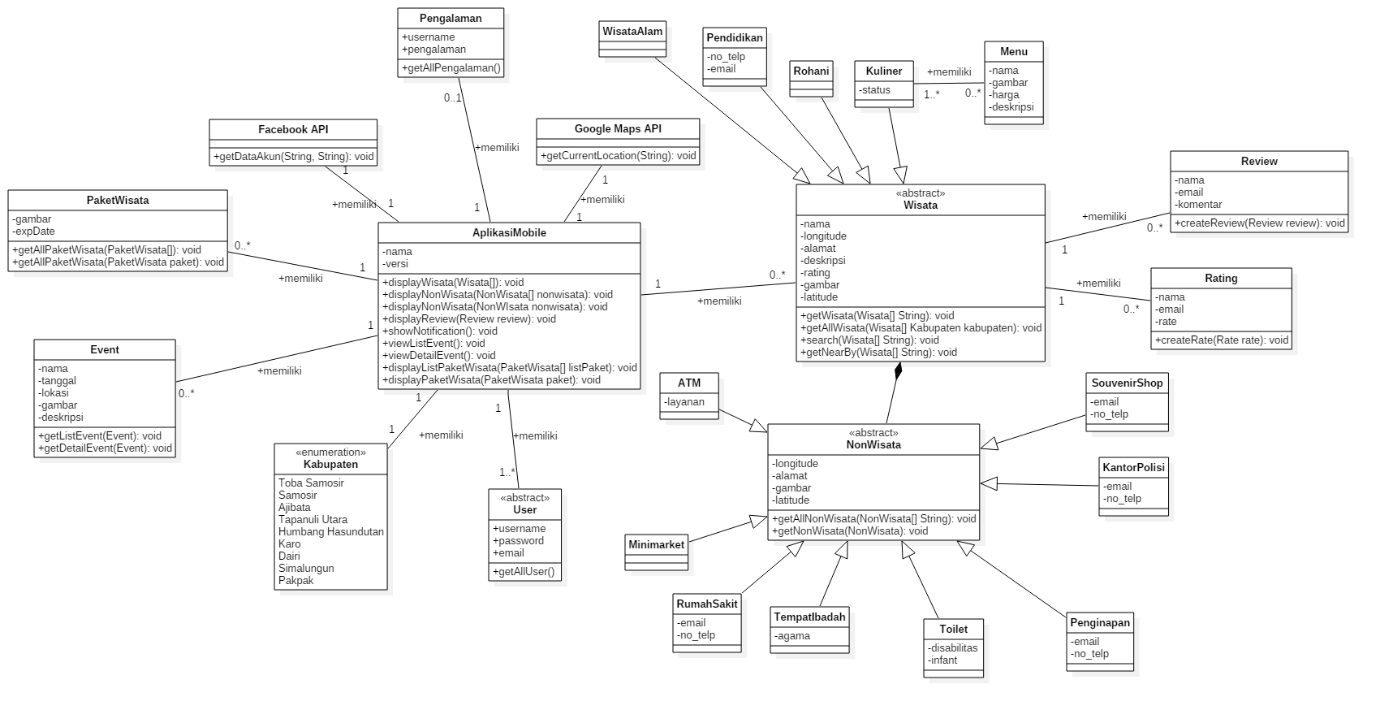 Pengalaman
+username
+pengalaman
+getAllPengalaman()
0..1
+memiliki
1
Facebook API
+getDataAkun(String, String): void
1
+memiliki
1
Google Maps API
+getCurrentLocation(String): void
1
+memiliki
1
PaketWisata
-gambar
-expDate
+getAllPaketWisata(PaketWisata[]): void
+getAllPaketWisata(PaketWisata paket): void
0..*
1
+memiliki
AplikasiMobile
-nama
-versi
+displayWisata(Wisata[]): void
+displayNonWisata(NonWisata[] nonwisata): void
+displayNonWisata(NonWIsata nonwisata): void
+displayReview(Review review): void
+showNotification(): void
+viewListEvent(): void
+viewDetailEvent(): void
+displayListPaketWisata(PaketWisata[] listPaket): void
+displayPaketWisata(PaketWisata paket): void
Event
-nama
-tanggal
-lokasi
-gambar
-deskripsi
+getListEvent(Event): void
+getDetailEvent(Event): void
0..*
1
+memiliki
«enumeration»
Kabupaten
Toba Samosir
Samosir
Ajibata
Tapanuli Utara
Humbang Hasundutan
Karo
Dairi
Simalungun
Pakpak
1
1
+memiliki
«abstract»
User
+username
+password
+email
+getAllUser()
1
+memiliki
1..*
1
+memiliki
0..*
WisataAlam
Pendidikan
-no_telp
-email
Rohani
Kuliner
-status
+memiliki
1..*
0..*
Menu
-nama
-gambar
-harga
-deskripsi
«abstract»
Wisata
-nama
-longitude
-alamat
-deskripsi
-rating
-gambar
-latitude
+getWisata(Wisata[] String): void
+getAllWisata(Wisata[] Kabupaten kabupaten): void
+search(Wisata[] String): void
+getNearBy(Wisata[] String): void
+memiliki
1
0..*
Review
-nama
-email
-komentar
+createReview(Review review): void
+memiliki
1
0..*
Rating
-nama
-email
-rate
+createRate(Rate rate): void
ATM
-layanan
«abstract»
NonWisata
-longitude
-alamat
-gambar
-latitude
+getAllNonWisata(NonWisata[] String): void
+getNonWisata(NonWisata): void
SouvenirShop
-email
-no_telp
KantorPolisi
-email
-no_telp
Minimarket
RumahSakit
-email
-no_telp
TempatIbadah
-agama
Toilet
-disabilitas
-infant
Penginapan
-email
-no_telp